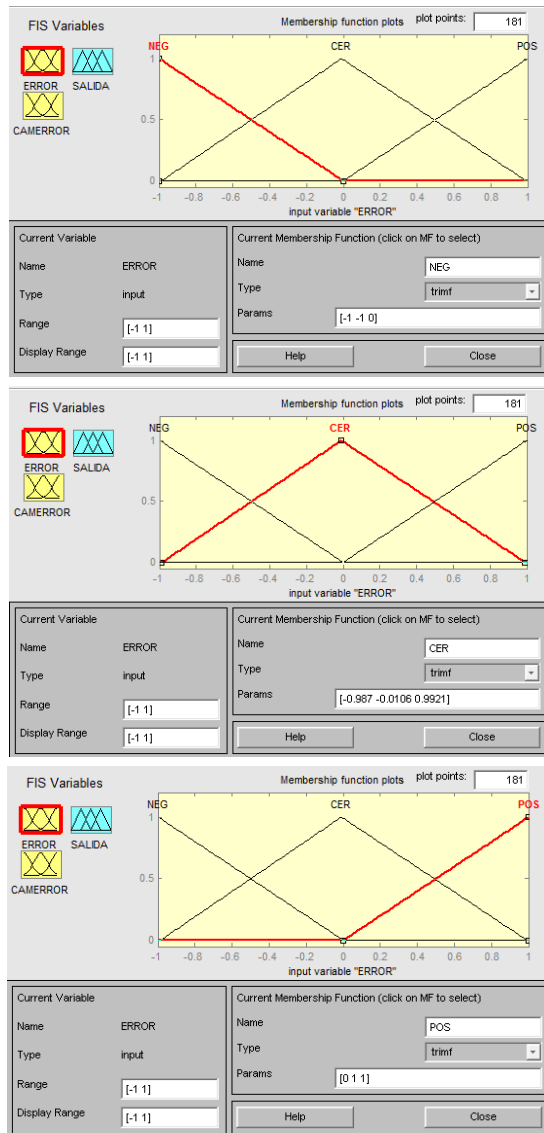 FIS Variables
Membership function plots plot points: 181
NEG CER POS
ERROR SALIDA
CAMERROR
1
0.5
0
-1 -0.8 -0.6 -0.4 -0.2 0 0.2 0.4 0.6 0.8 1
input variable "ERROR"
Current Variable
Name ERROR
Type input
Range [-1 1]
Display Range [-1 1]
Current Membership Function (click on MF to select)
Name NEG
Type trimf
Params [-1 -1 0]
Help Close
FIS Variables
Membership function plots plot points: 181
NEG CER POS
ERROR SALIDA
CAMERROR
1
0.5
0
-1 -0.8 -0.6 -0.4 -0.2 0 0.2 0.4 0.6 0.8 1
input variable "ERROR"
Current Variable
Name ERROR
Type input
Range [-1 1]
Display Range [-1 1]
Current Membership Function (click on MF to select)
Name CER
Type trimf
Params [-0.987 -0.0106 0.9921]
Help Close
FIS Variables
Membership function plots plot points: 181
NEG CER POS
ERROR SALIDA
CAMERROR
1
0.5
0
-1 -0.8 -0.6 -0.4 -0.2 0 0.2 0.4 0.6 0.8 1
input variable "ERROR"
Current Variable
Name ERROR
Type input
Range [-1 1]
Display Range [-1 1]
Current Membership Function (click on MF to select)
Name POS
Type trimf
Params [0 1 1]
Help Close